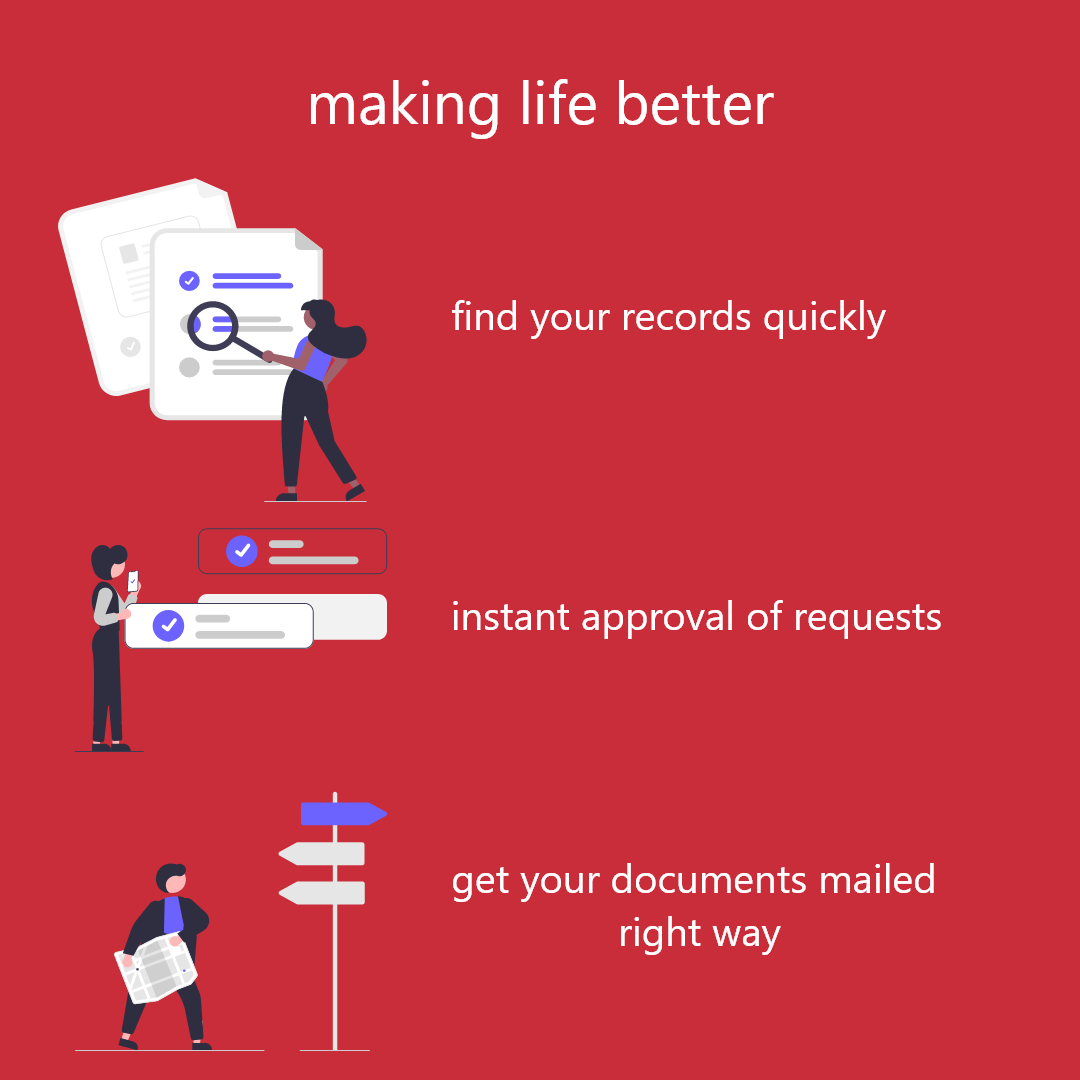 making life better
find your records quickly
instant approval of requests
get your documents mailed
right way